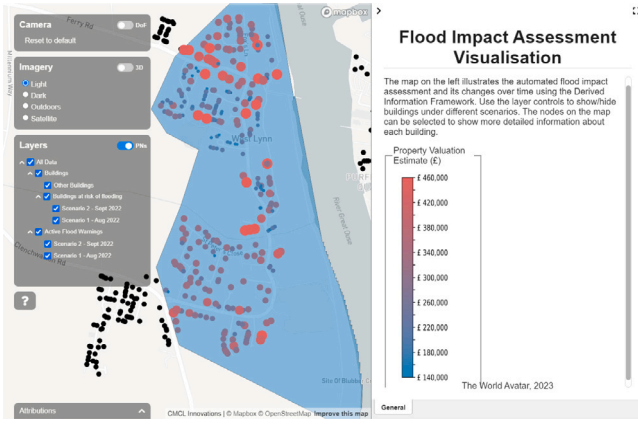 Camera
DoF
Reset to default
Imagery
3D
Light
Dark
Outdoors
Satellite
Layers
PNs
All Data
Buildings
Other Buildings
Buildings at risk of flooding
Scenario 2 - Sept 2022
Scenario 1 - Aug 2022
Active Flood Warnings
Scenario 2 - Sept 2022
Scenario 1 - Aug 2022
?
Attributions
Ferry Rd
Clenchwarton Rd
West Lynn
River Great Ouse
mapbox
CMCL Innovations | © Mapbox © OpenStreetMap Improve this map
Flood Impact Assessment
Visualisation
The map on the left illustrates the automated flood impact
assessment and its changes over time using the Derived
Information Framework. Use the layer controls to show/hide
buildings under different scenarios. The nodes on the map
can be selected to show more detailed information about
each building.
Property Valuation
Estimate (£)
£ 460,000
£ 420,000
£ 380,000
£ 340,000
£ 300,000
£ 260,000
£ 220,000
£ 180,000
£ 140,000
The World Avatar, 2023
General